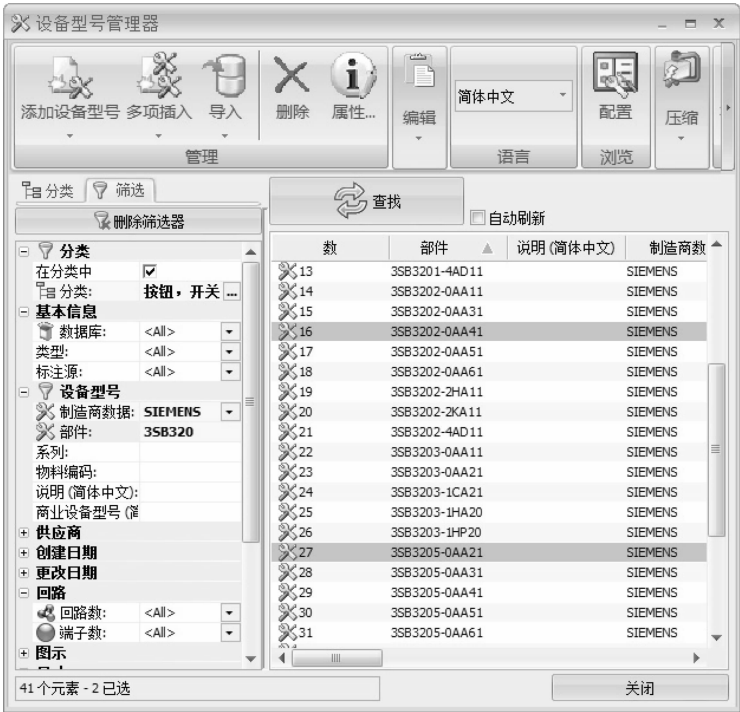 设备型号管理器
添加设备型号 多项插入 导入 删除 属性... 编辑 简体中文 配置 压缩
管理 语言 浏览
分类 筛选
删除筛选器
查找
自动刷新
分类
在分类中
分类: 按钮，开关 ...
基本信息
数据库: <All>
类型: <All>
标注源: <All>
设备型号
制造商数据: SIEMENS
部件: 3SB320
系列:
物料编码:
说明(简体中文):
商业设备型号(简
供应商
创建日期
更改日期
回路
回路数: <All>
端子数: <All>
图示
数 部件 说明(简体中文) 制造商数
13 3SB3201-4AD11 SIEMENS
14 3SB3202-0AA11 SIEMENS
15 3SB3202-0AA31 SIEMENS
16 3SB3202-0AA41 SIEMENS
17 3SB3202-0AA51 SIEMENS
18 3SB3202-0AA61 SIEMENS
19 3SB3202-2HA11 SIEMENS
20 3SB3202-2KA11 SIEMENS
21 3SB3202-4AD11 SIEMENS
22 3SB3203-0AA11 SIEMENS
23 3SB3203-0AA21 SIEMENS
24 3SB3203-1CA21 SIEMENS
25 3SB3203-1HA20 SIEMENS
26 3SB3203-1HP20 SIEMENS
27 3SB3205-0AA21 SIEMENS
28 3SB3205-0AA31 SIEMENS
29 3SB3205-0AA41 SIEMENS
30 3SB3205-0AA51 SIEMENS
31 3SB3205-0AA61 SIEMENS
41个元素 - 2 已选
关闭